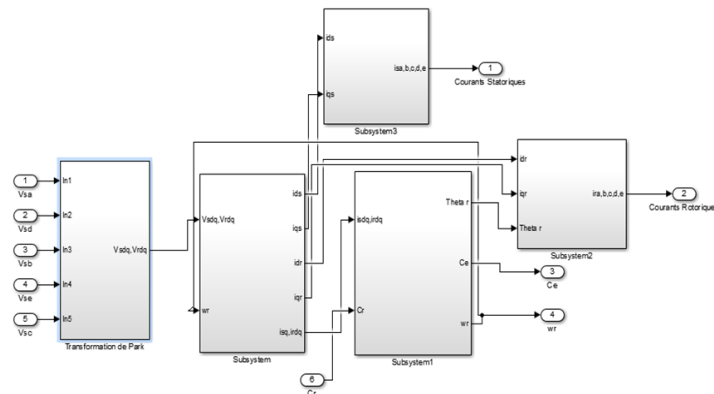 ids
iqs
isa,b,c,d,e
Subsystem3
1
Courants Statoriques
1
Vsa
2
Vsd
3
Vsb
4
Vse
5
Vsc
In1
In2
In3
In4
In5
Vsdq,Vrdq
Transformation de Park
Vsdq,Vrdq
wr
ids
iqs
idr
iqr
isq,irdq
Subsystem
isdq,irdq
Cr
Theta r
Ce
wr
Subsystem1
idr
iqr
Theta r
ira,b,c,d,e
Subsystem2
2
Courants Rotorique
3
Ce
4
wr
6
Cr